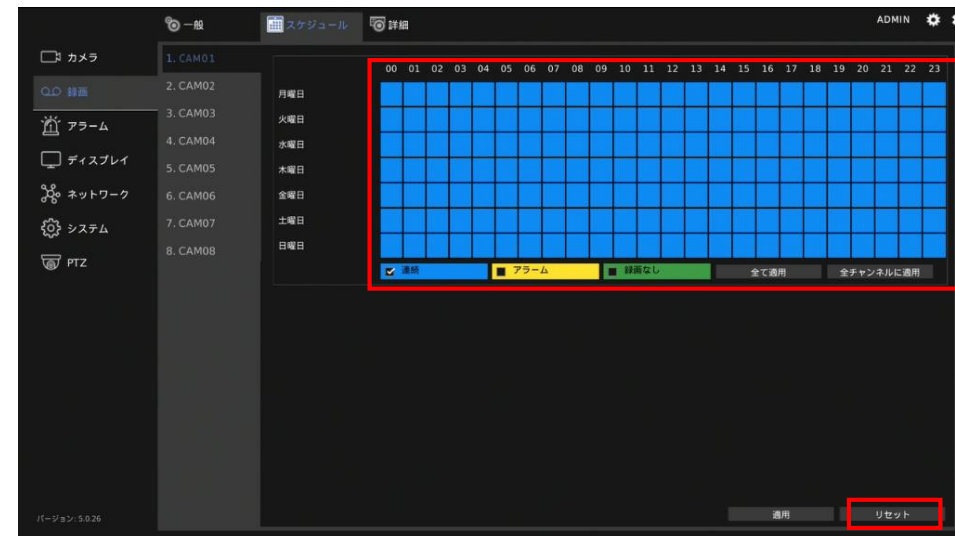 一般 スケジュール 詳細 ADMIN
カメラ
録画
アラーム
ディスプレイ
ネットワーク
システム
PTZ
1. CAM01
2. CAM02
3. CAM03
4. CAM04
5. CAM05
6. CAM06
7. CAM07
8. CAM08
00 01 02 03 04 05 06 07 08 09 10 11 12 13 14 15 16 17 18 19 20 21 22 23
月曜日
火曜日
水曜日
木曜日
金曜日
土曜日
日曜日
連続 アラーム 録画なし 全て適用 全チャンネルに適用
適用 リセット
バージョン: 5.0.26